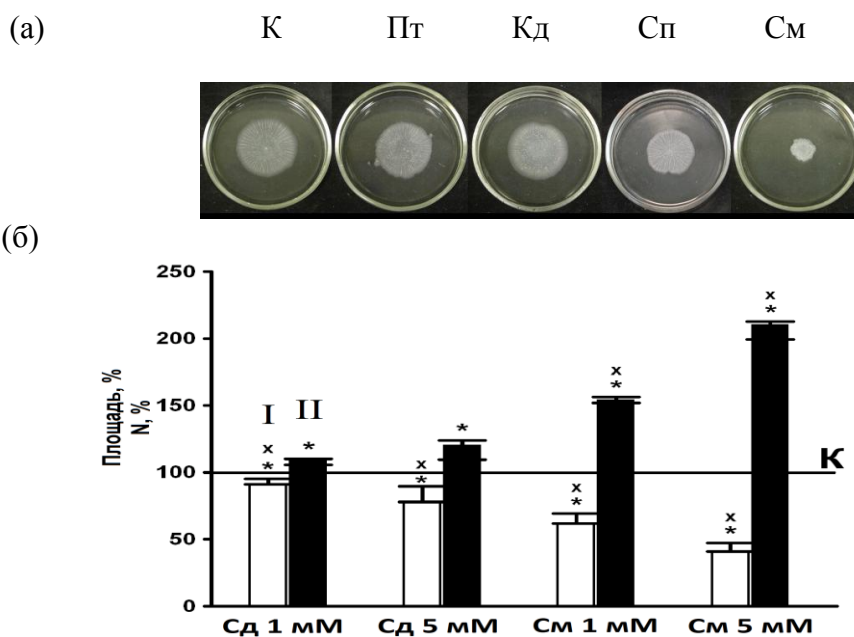 (а) К Пт Кд Сп См
(б)
250
200
150
100
50
0
Площадь, %
N, %
I II
x * *
x * *
x * x *
x * x *
К
Сд 1 мМ Сд 5 мМ См 1 мМ См 5 мМ